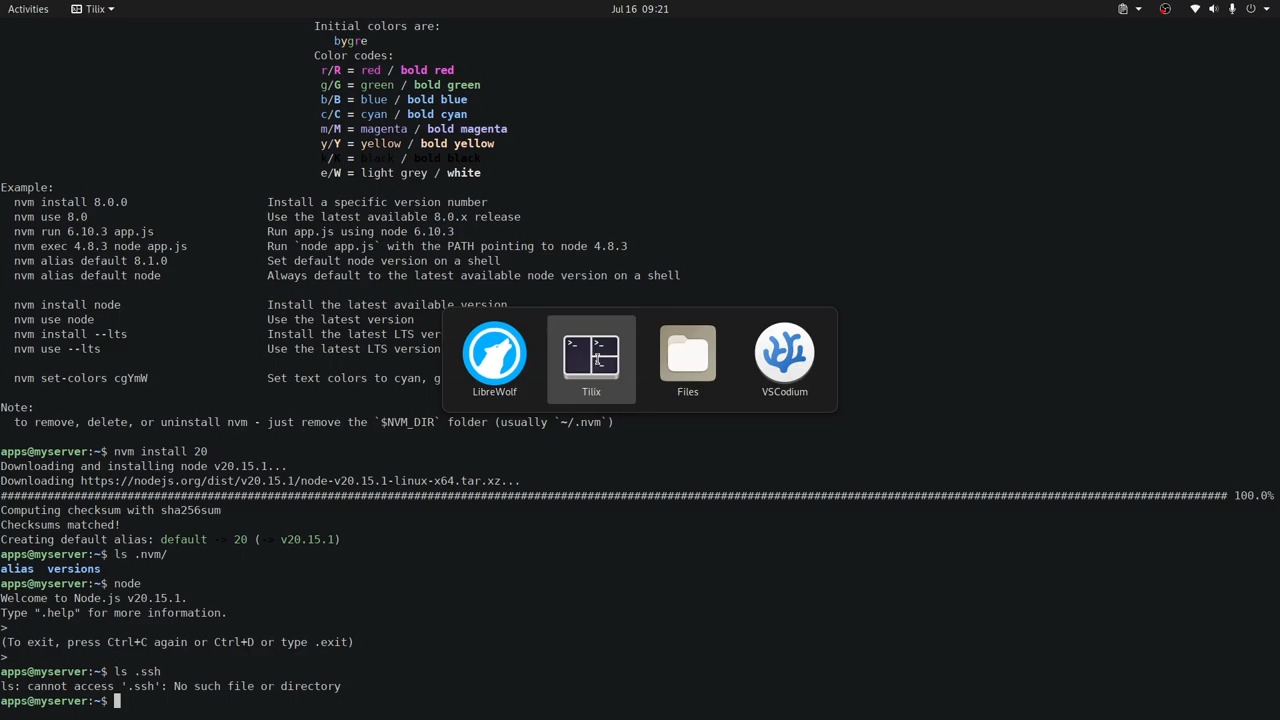 Activities Tilix Jul 16 09:21
Initial colors are:
bygre
Color codes:
r/R = red / bold red
g/G = green / bold green
b/B = blue / bold blue
c/C = cyan / bold cyan
m/M = magenta / bold magenta
y/Y = yellow / bold yellow
k/K = black / bold black
e/W = light grey / white
Example:
nvm install 8.0.0 Install a specific version number
nvm use 8.0 Use the latest available 8.0.x release
nvm run 6.10.3 app.js Run app.js using node 6.10.3
nvm exec 4.8.3 node app.js Run `node app.js` with the PATH pointing to node 4.8.3
nvm alias default 8.1.0 Set default node version on a shell
nvm alias default node Always default to the latest available node version on a shell
nvm install node Install the latest available version
nvm use node Use the latest version
nvm install --lts Install the latest LTS ver
nvm use --lts Use the latest LTS version
nvm set-colors cgYmW Set text colors to cyan, g
LibreWolf Tilix Files VSCodium
Note:
to remove, delete, or uninstall nvm - just remove the `$NVM_DIR` folder (usually `~/.nvm`)
apps@myserver:~$ nvm install 20
Downloading and installing node v20.15.1...
Downloading https://nodejs.org/dist/v20.15.1/node-v20.15.1-linux-x64.tar.xz...
######################################################################################################################################################################################## 100.0%
Computing checksum with sha256sum
Checksums matched!
Creating default alias: default -> 20 (-> v20.15.1)
apps@myserver:~$ ls .nvm/
alias versions
apps@myserver:~$ node
Welcome to Node.js v20.15.1.
Type ".help" for more information.
>
(To exit, press Ctrl+C again or Ctrl+D or type .exit)
>
apps@myserver:~$ ls .ssh
ls: cannot access '.ssh': No such file or directory
apps@myserver:~$